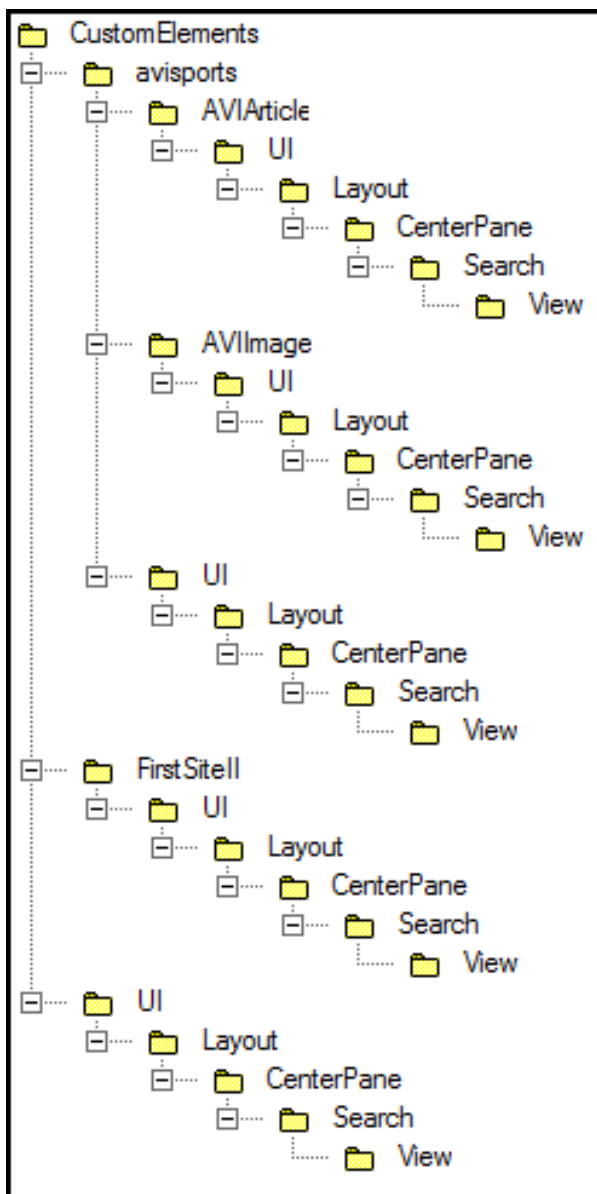 CustomElements
avisports
AVIArticle
UI
Layout
CenterPane
Search
View
AVIImage
UI
Layout
CenterPane
Search
View
UI
Layout
CenterPane
Search
View
FirstSiteII
UI
Layout
CenterPane
Search
View
UI
Layout
CenterPane
Search
View